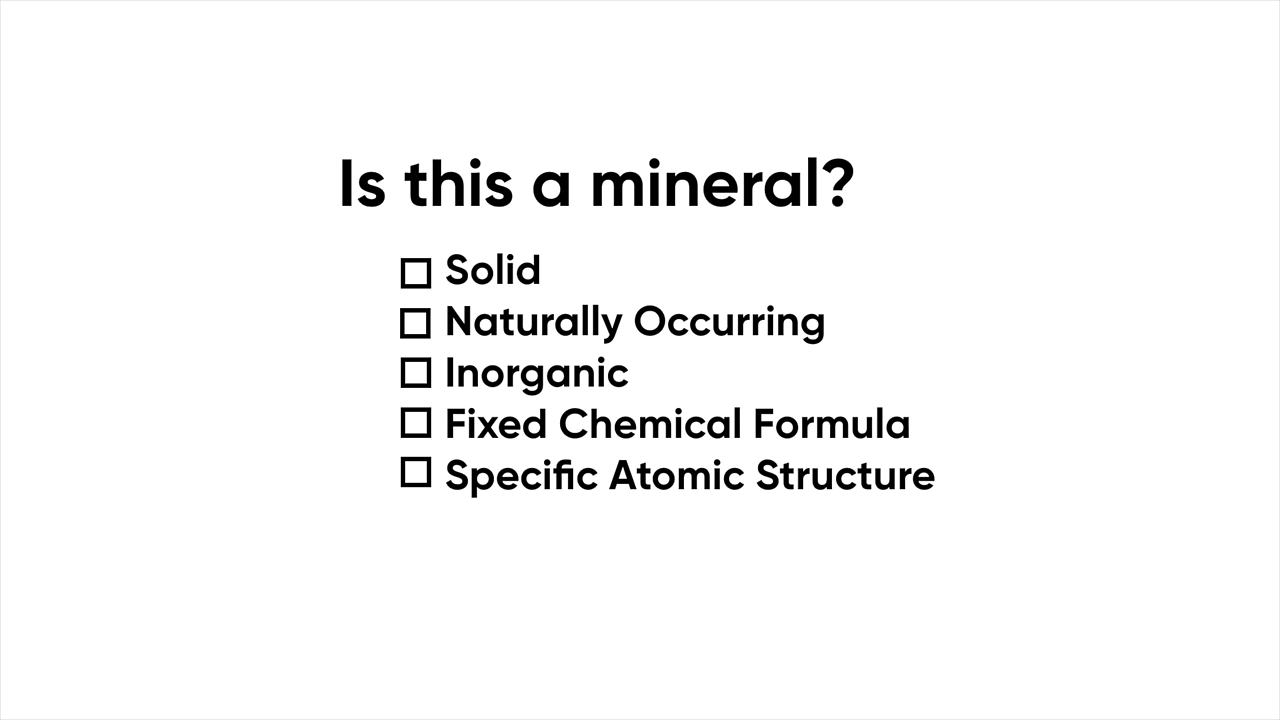 Is this a mineral?
Solid
Naturally Occurring
Inorganic
Fixed Chemical Formula
Specific Atomic Structure